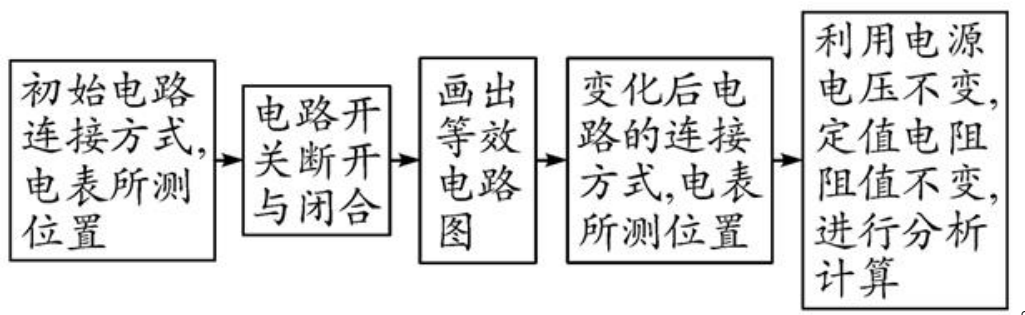 初始电路
连接方式,
电表所测
位置
电路开
关断开
与闭合
画出
等效
电路
图
变化后电
路的连接
方式,电表
所测位置
利用电源
电压不变,
定值电阻
阻值不变,
进行分析
计算